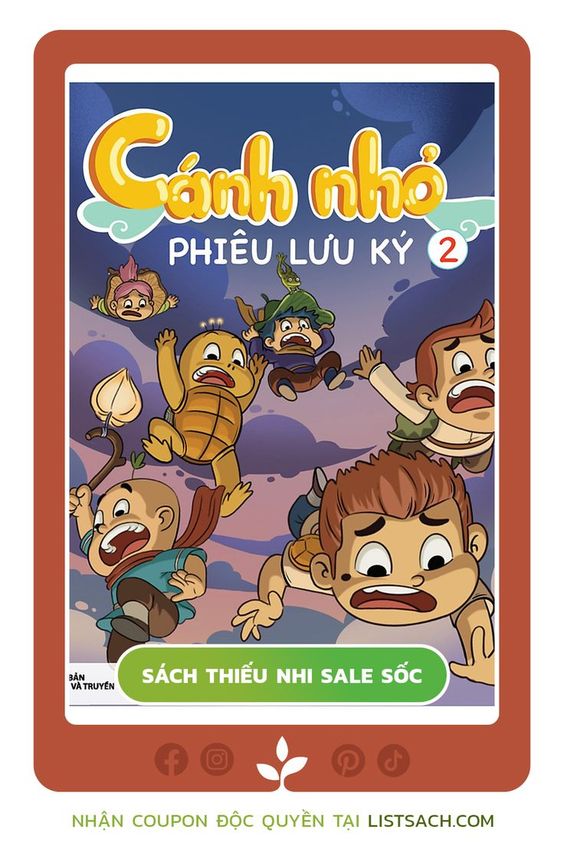 Cánh nhỏ
PHIÊU LƯU KÝ 2
BẢN
VÀ TRUYỀN
SÁCH THIẾU NHI SALE SỐC
NHẬN COUPON ĐỘC QUYỀN TẠI LISTSACH.COM